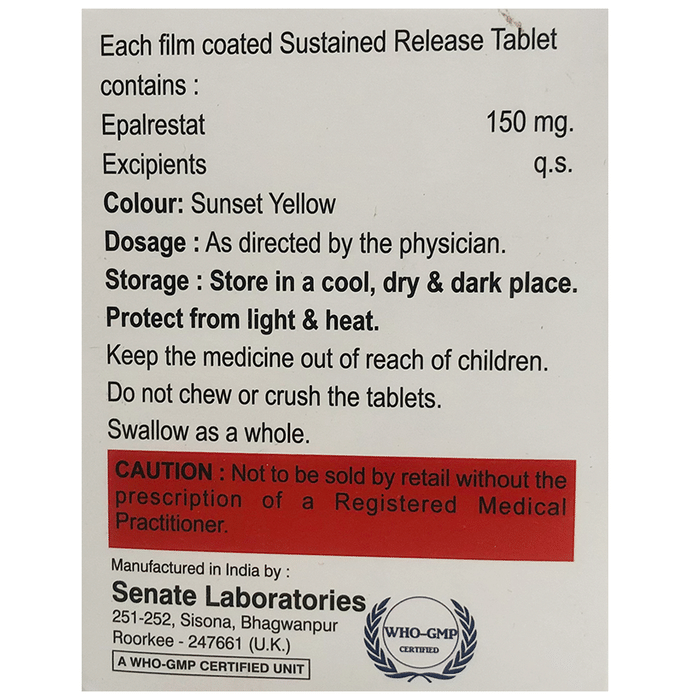 Each film coated Sustained Release Tablet
contains :
Epalrestat 150 mg.
Excipients q.s.
Colour: Sunset Yellow
Dosage : As directed by the physician.
Storage : Store in a cool, dry & dark place.
Protect from light & heat.
Keep the medicine out of reach of children.
Do not chew or crush the tablets.
Swallow as a whole.
CAUTION : Not to be sold by retail without the
prescription of a Registered Medical
Practitioner.
Manufactured in India by :
Senate Laboratories
251-252, Sisona, Bhagwanpur
Roorkee - 247661 (U.K.)
A WHO-GMP CERTIFIED UNIT
WHO-GMP
CERTIFIED